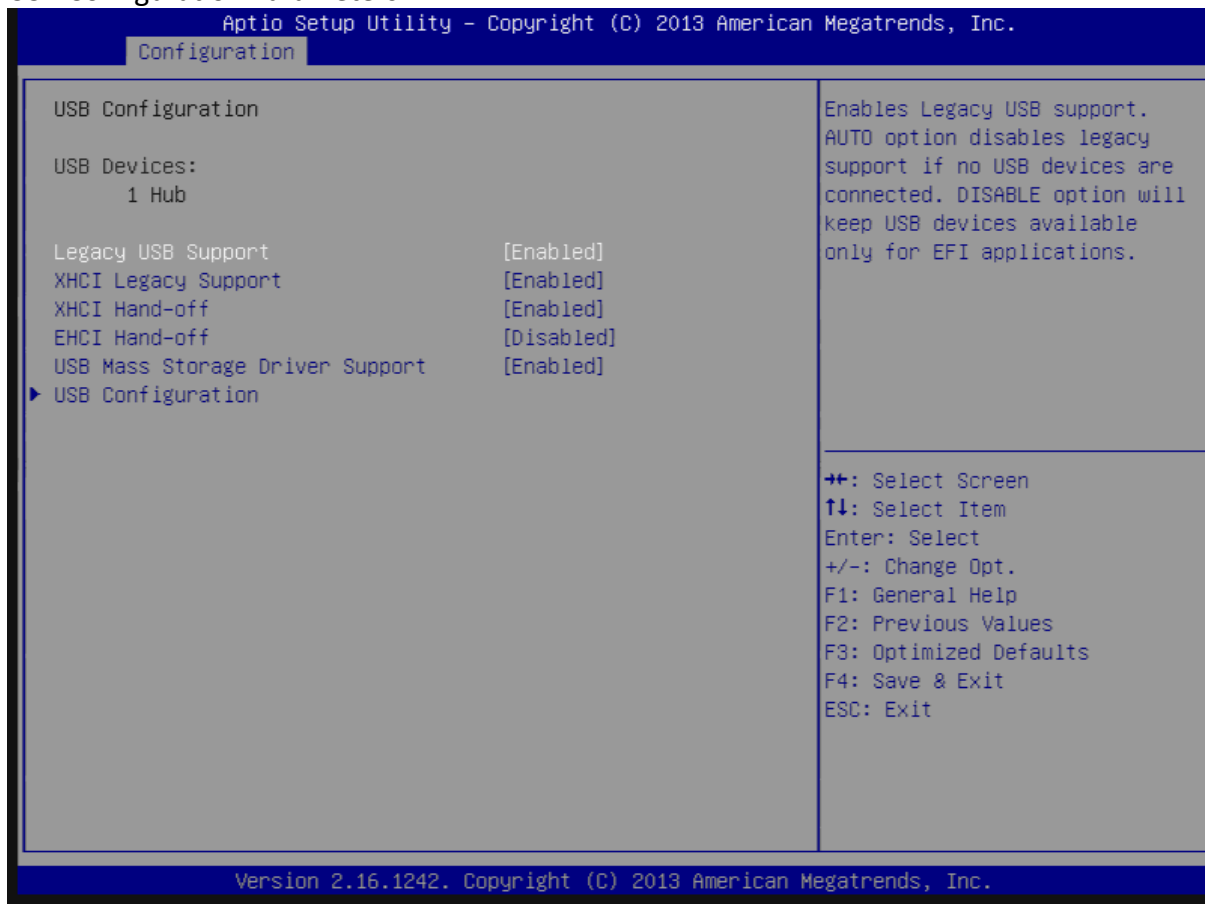 Aptio Setup Utility – Copyright (C) 2013 American Megatrends, Inc.
Configuration
USB Configuration
USB Devices:
1 Hub
Legacy USB Support [Enabled]
XHCI Legacy Support [Enabled]
XHCI Hand-off [Enabled]
EHCI Hand-off [Disabled]
USB Mass Storage Driver Support [Enabled]
▶ USB Configuration
Enables Legacy USB support.
AUTO option disables legacy
support if no USB devices are
connected. DISABLE option will
keep USB devices available
only for EFI applications.
→←: Select Screen
↑↓: Select Item
Enter: Select
+/-: Change Opt.
F1: General Help
F2: Previous Values
F3: Optimized Defaults
F4: Save & Exit
ESC: Exit
Version 2.16.1242. Copyright (C) 2013 American Megatrends, Inc.